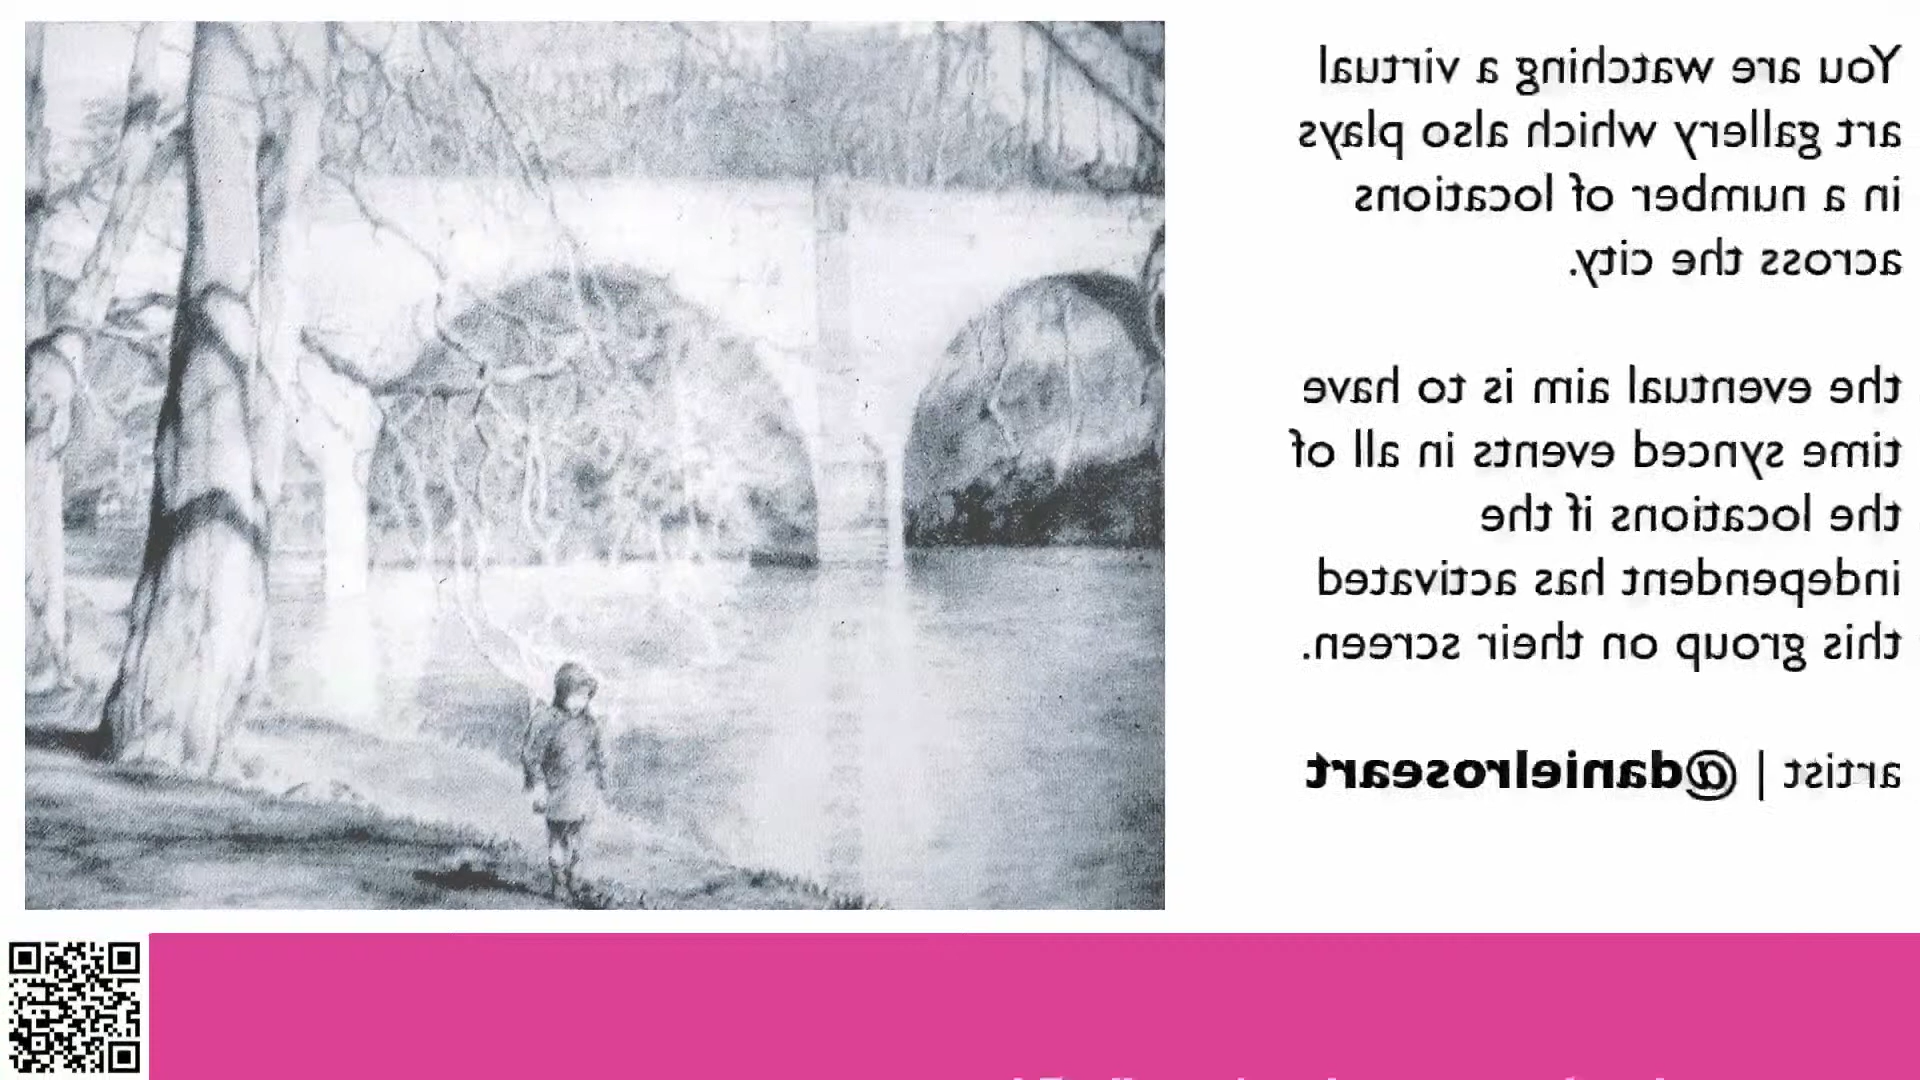 You are watching a virtual
art gallery which also plays
in a number of locations
across the city.
the eventual aim is to have
time synced events in all of
the locations if the
independent has activated
this group on their screen.
artist | @danielroseart